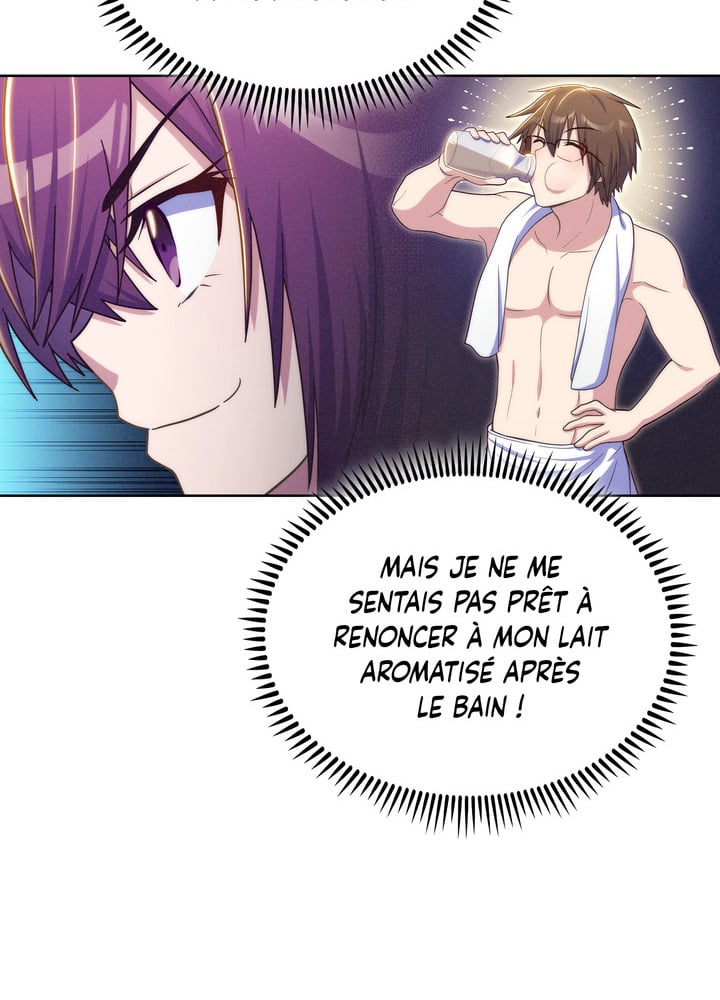 MAIS JE NE ME
SENTAIS PAS PRÊT À
RENONCER À MON LAIT
AROMATISÉ APRÈS
LE BAIN !